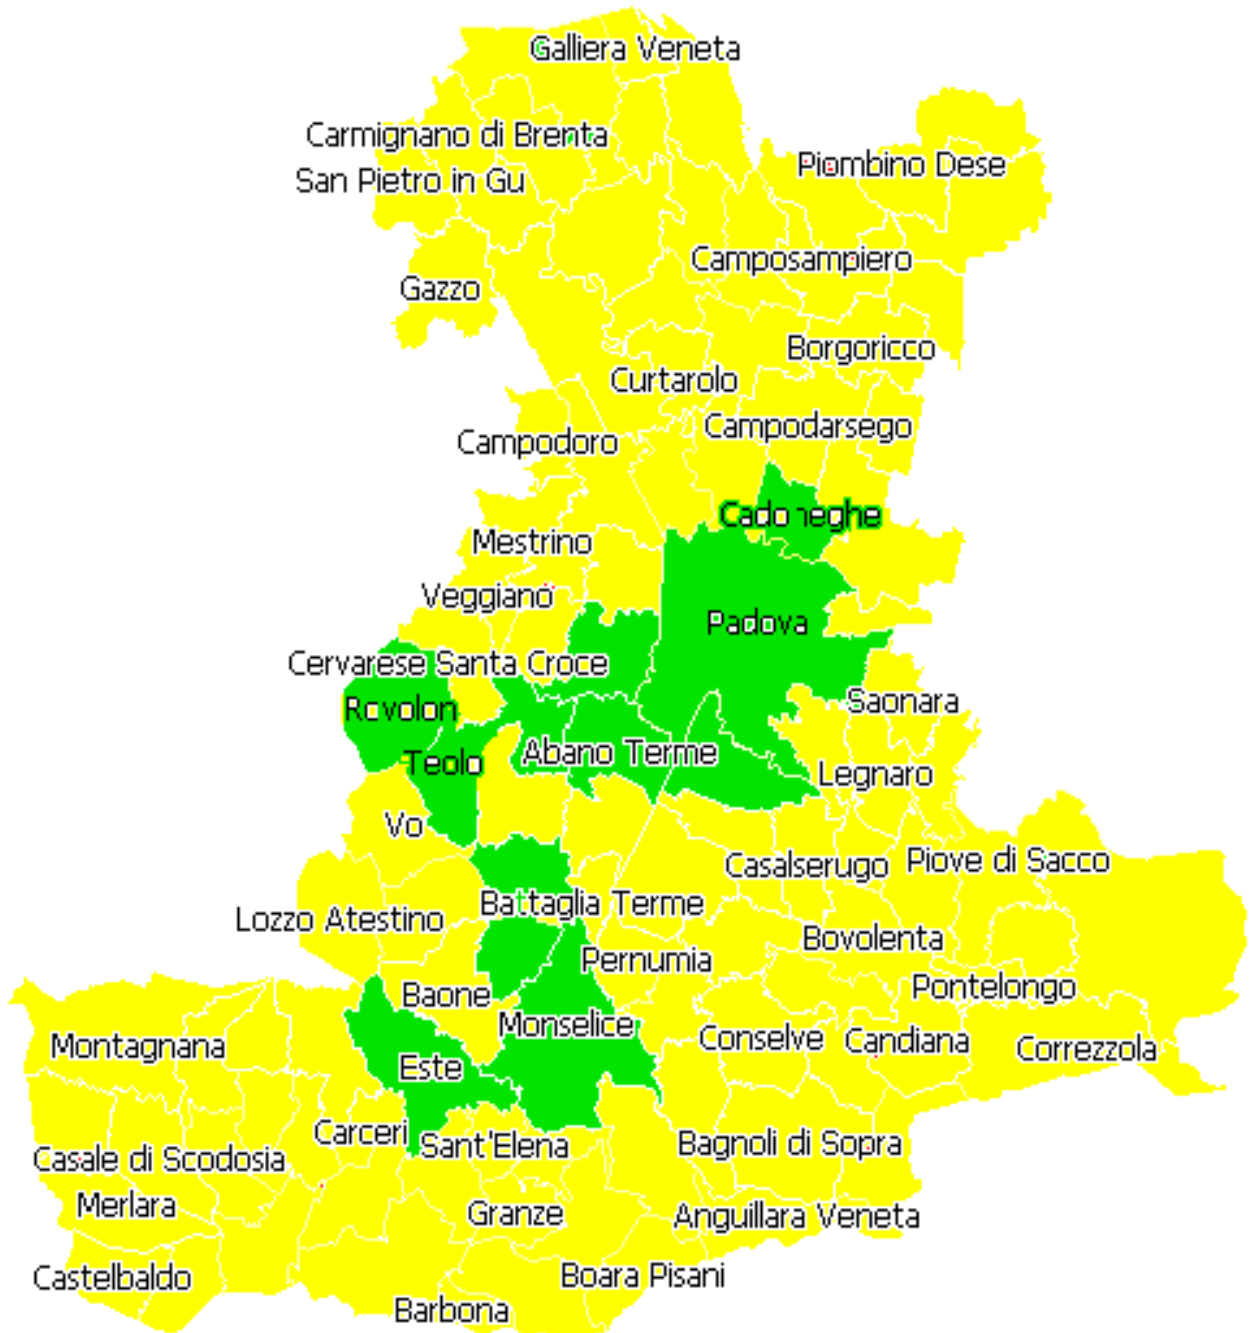 Galliera Veneta
Carmignano di Brenta
Piombino Dese
San Pietro in Gu
Camposampiero
Gazzo
Borgoricco
Curtarolo
Campodarsego
Campodoro
Cadoneghe
Mestrino
Veggiano
Padova
Cervarese Santa Croce
Saonara
Rovolon
Abano Terme
Teolo
Legnaro
Vo
Casalserugo
Piove di Sacco
Battaglia Terme
Lozzo Atestino
Bovolenta
Pernumia
Pontelongo
Baone
Monselice
Conselve
Candiana
Montagnana
Correzzola
Este
Carceri
Sant'Elena
Bagnoli di Sopra
Casale di Scodosia
Merlara
Granze
Anguillara Veneta
Castelbaldo
Boara Pisani
Barbona